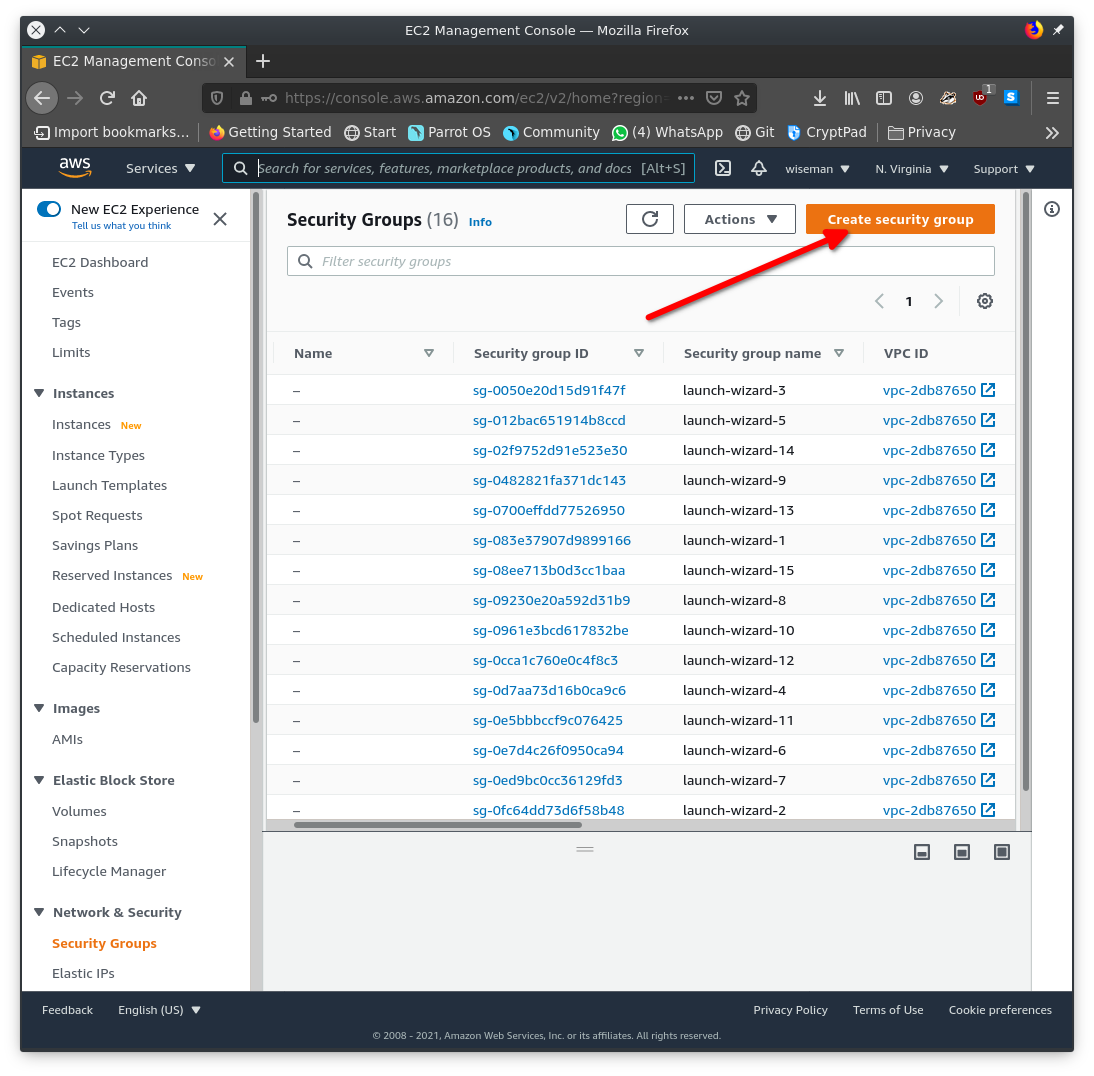 EC2 Management Console — Mozilla Firefox
EC2 Management Conso
https://console.aws.amazon.com/ec2/v2/home?region=
1
S
Import bookmarks... Getting Started Start Parrot OS Community (4) WhatsApp Git CryptPad Privacy
aws Services Search for services, features, marketplace products, and docs [Alt+S] wiseman N. Virginia Support
New EC2 Experience
Tell us what you think
EC2 Dashboard
Events
Tags
Limits
Instances
Instances New
Instance Types
Launch Templates
Spot Requests
Savings Plans
Reserved Instances New
Dedicated Hosts
Scheduled Instances
Capacity Reservations
Images
AMIs
Elastic Block Store
Volumes
Snapshots
Lifecycle Manager
Network & Security
Security Groups
Elastic IPs
Security Groups (16) Info Actions Create security group
Filter security groups
1
Name Security group ID Security group name VPC ID
– sg-0050e20d15d91f47f launch-wizard-3 vpc-2db87650
– sg-012bac651914b8ccd launch-wizard-5 vpc-2db87650
– sg-02f9752d91e523e30 launch-wizard-14 vpc-2db87650
– sg-0482821fa371dc143 launch-wizard-9 vpc-2db87650
– sg-0700effdd77526950 launch-wizard-13 vpc-2db87650
– sg-083e37907d9899166 launch-wizard-1 vpc-2db87650
– sg-08ee713b0d3cc1baa launch-wizard-15 vpc-2db87650
– sg-09230e20a592d31b9 launch-wizard-8 vpc-2db87650
– sg-0961e3bcd617832be launch-wizard-10 vpc-2db87650
– sg-0cca1c760e0c4f8c3 launch-wizard-12 vpc-2db87650
– sg-0d7aa73d16b0ca9c6 launch-wizard-4 vpc-2db87650
– sg-0e5bbbccf9c076425 launch-wizard-11 vpc-2db87650
– sg-0e7d4c26f0950ca94 launch-wizard-6 vpc-2db87650
– sg-0ed9bc0cc36129fd3 launch-wizard-7 vpc-2db87650
– sg-0fc64dd73d6f58b48 launch-wizard-2 vpc-2db87650
Feedback English (US) Privacy Policy Terms of Use Cookie preferences
© 2008 - 2021, Amazon Web Services, Inc. or its affiliates. All rights reserved.